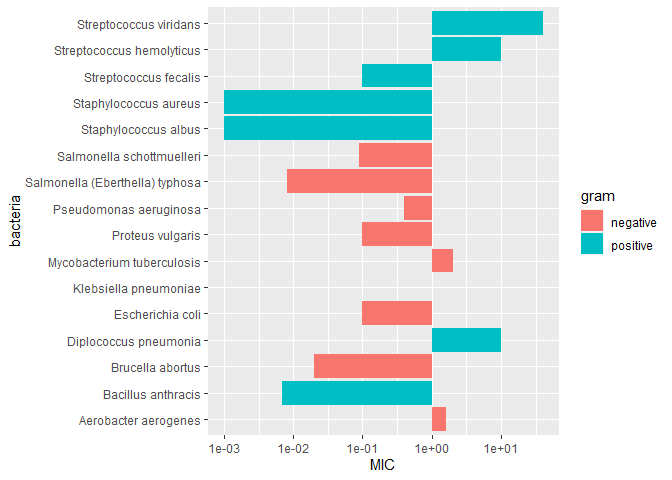 Streptococcus viridans
Streptococcus hemolyticus
Streptococcus fecalis
Staphylococcus aureus
Staphylococcus albus
Salmonella schottmuelleri
Salmonella (Eberthella) typhosa
Pseudomonas aeruginosa
Proteus vulgaris
Mycobacterium tuberculosis
Klebsiella pneumoniae
Escherichia coli
Diplococcus pneumonia
Brucella abortus
Bacillus anthracis
Aerobacter aerogenes
bacteria
1e-03 1e-02 1e-01 1e+00 1e+01
MIC
gram
negative
positive